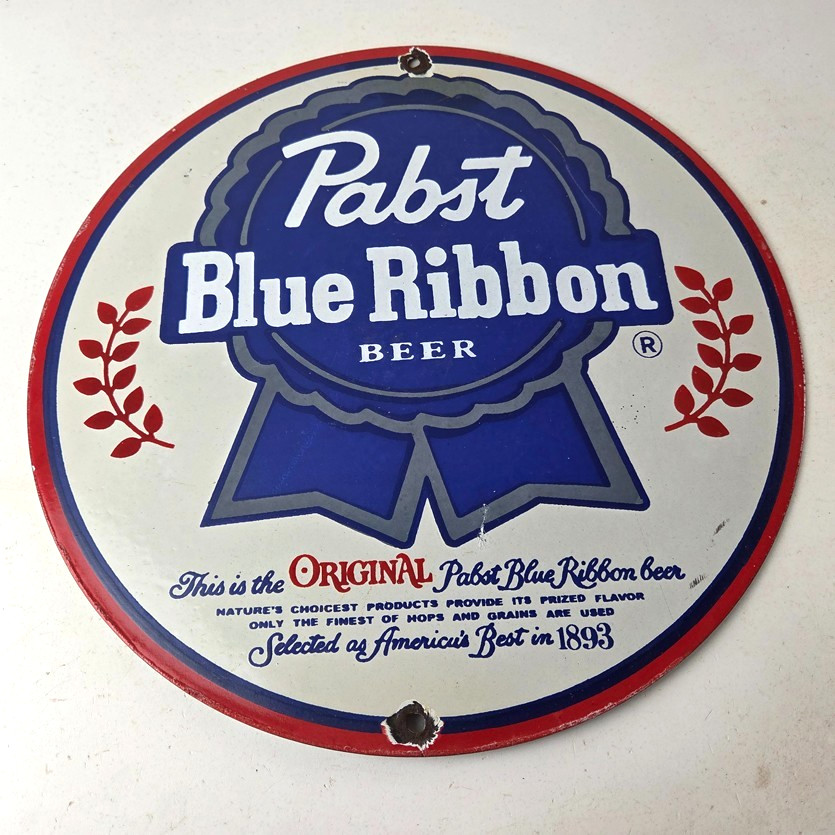 Pabst
Blue Ribbon
BEER
®
This is the ORIGINAL Pabst Blue Ribbon beer
NATURE'S CHOICEST PRODUCTS PROVIDE ITS PRIZED FLAVOR
ONLY THE FINEST OF HOPS AND GRAINS ARE USED
Selected as America's Best in 1893